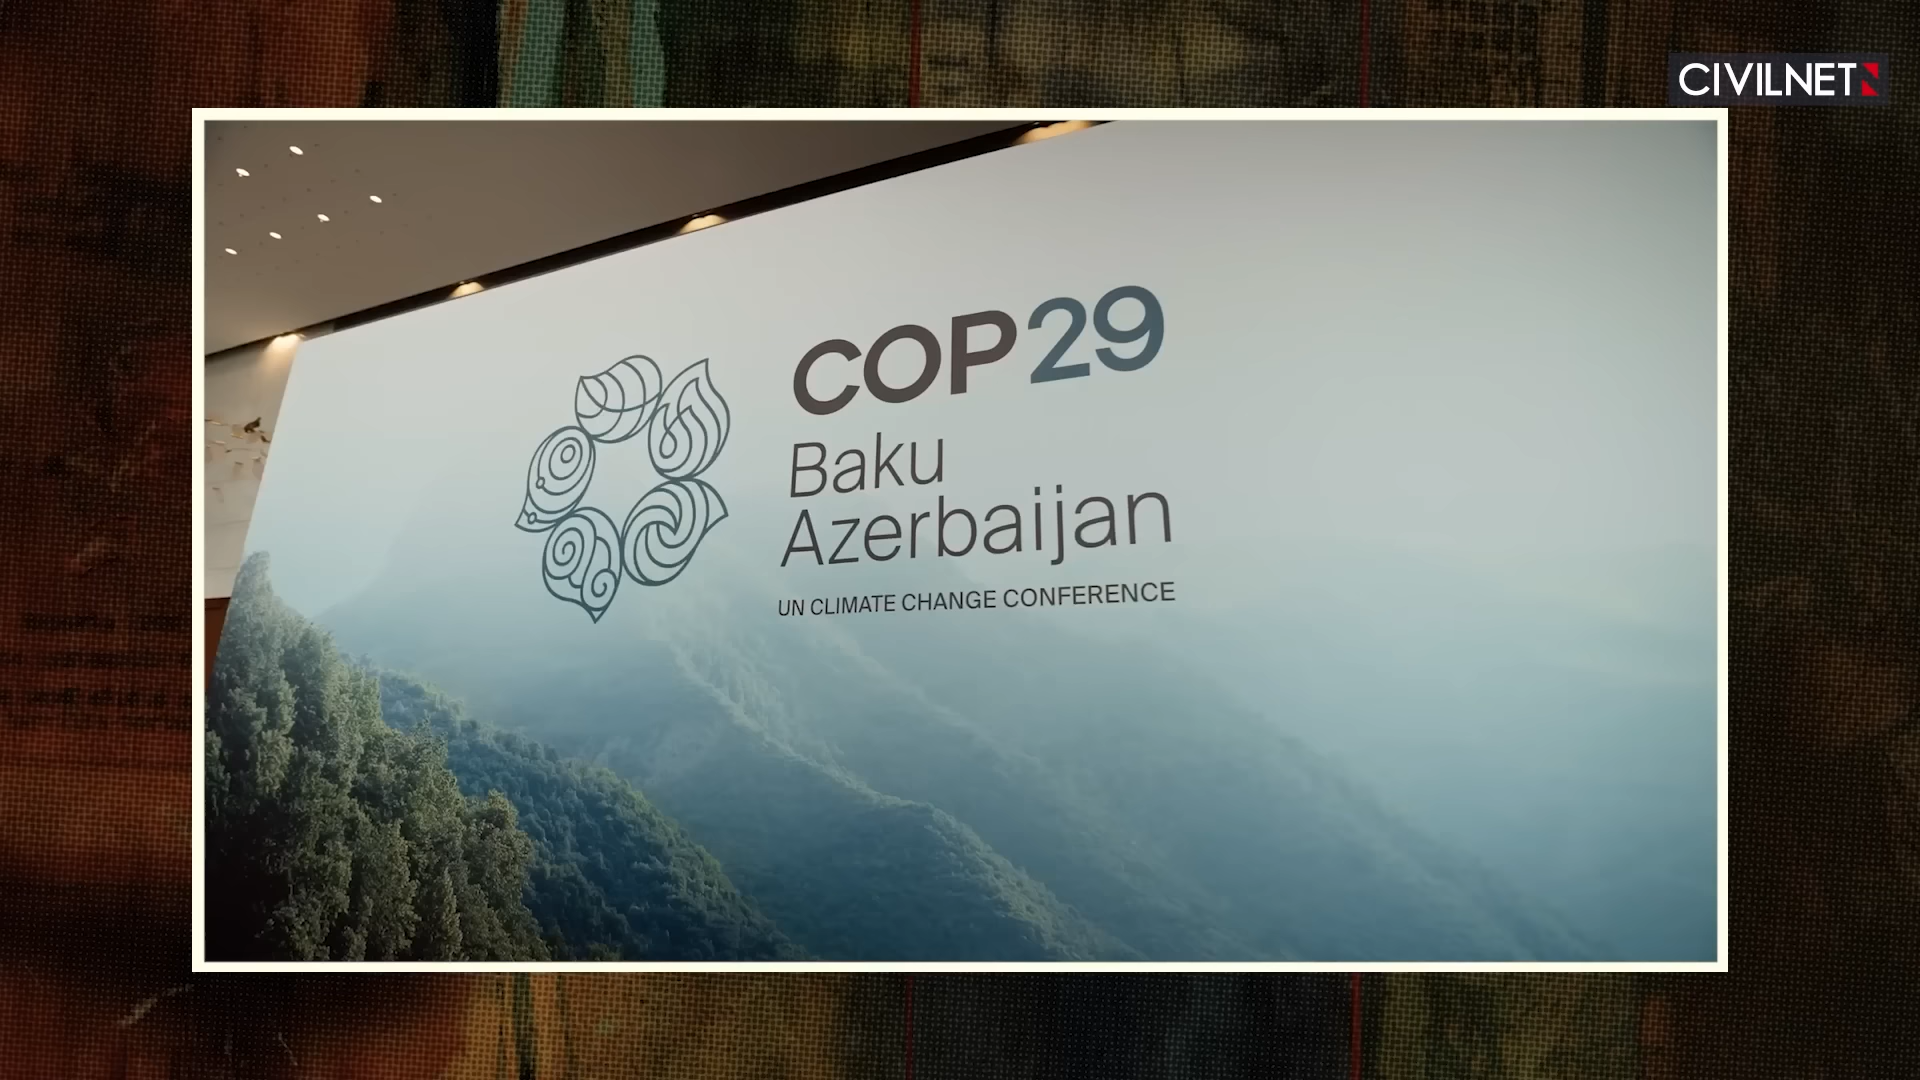 CIVILNET
COP29
Baku
Azerbaijan
UN CLIMATE CHANGE CONFERENCE